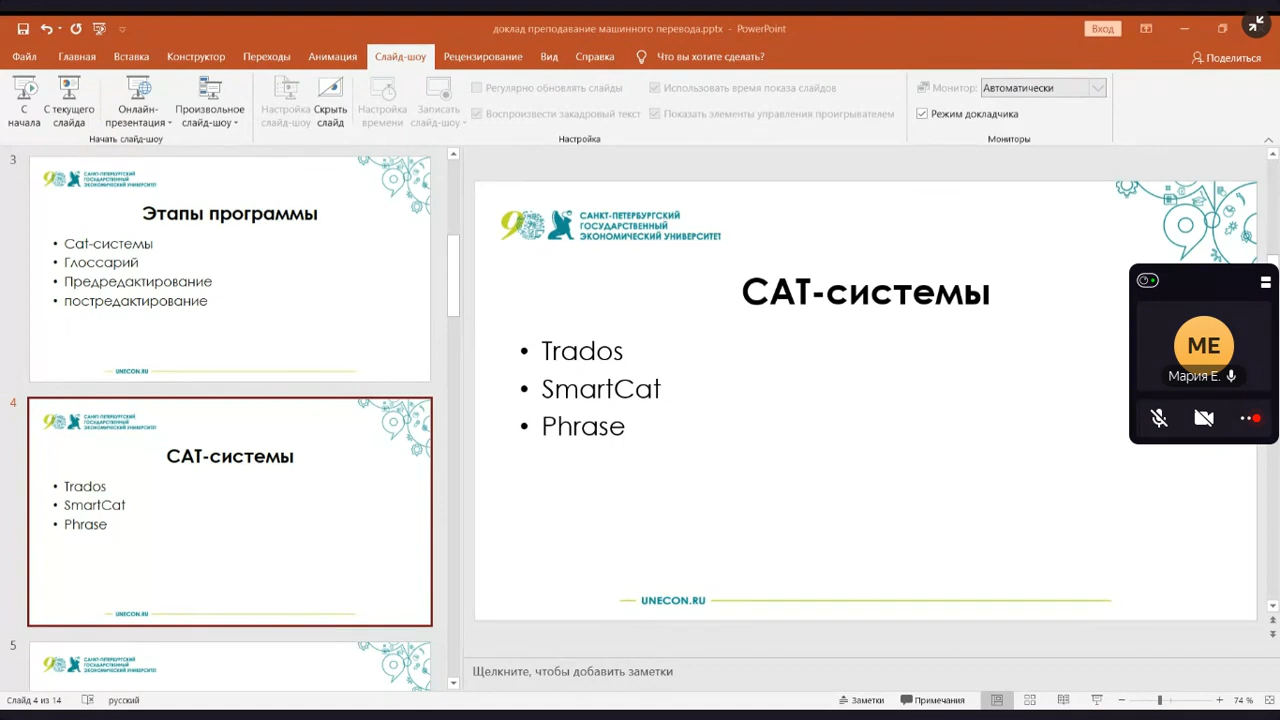 доклад преподавание машинного перевода.pptx - PowerPoint
Вход
Файл Главная Вставка Конструктор Переходы Анимация Слайд-шоу Рецензирование Вид Справка Что вы хотите сделать? Поделиться
С начала
С текущего слайда
Онлайн-презентация
Произвольное слайд-шоу
Начать слайд-шоу
Настройка слайд-шоу
Скрыть слайд
Настройка времени
Записать слайд-шоу
Регулярно обновлять слайды
Воспроизвести закадровый текст
Использовать время показа слайдов
Показать элементы управления проигрывателем
Настройка
Монитор: Автоматически
Режим докладчика
Мониторы
3
САНКТ-ПЕТЕРБУРГСКИЙ
ГОСУДАРСТВЕННЫЙ
ЭКОНОМИЧЕСКИЙ УНИВЕРСИТЕТ
Этапы программы
• Cat-системы
• Глоссарий
• Предредактирование
• постредактирование
UNECON.RU
4
САНКТ-ПЕТЕРБУРГСКИЙ
ГОСУДАРСТВЕННЫЙ
ЭКОНОМИЧЕСКИЙ УНИВЕРСИТЕТ
CAT-системы
• Trados
• SmartCat
• Phrase
UNECON.RU
5
САНКТ-ПЕТЕРБУРГСКИЙ
ГОСУДАРСТВЕННЫЙ
ЭКОНОМИЧЕСКИЙ УНИВЕРСИТЕТ
90
САНКТ-ПЕТЕРБУРГСКИЙ
ГОСУДАРСТВЕННЫЙ
ЭКОНОМИЧЕСКИЙ УНИВЕРСИТЕТ
CAT-системы
• Trados
• SmartCat
• Phrase
UNECON.RU
ME
Мария Е.
Щелкните, чтобы добавить заметки
Слайд 4 из 14 русский Заметки Примечания 74 %